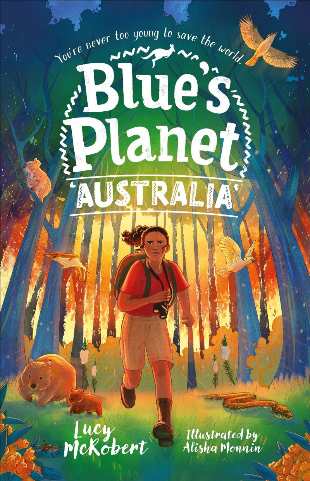 You're never too young to save the world.
Blue's
Planet
AUSTRALIA
Lucy
McRobert
Illustrated by
Alisha Monnin